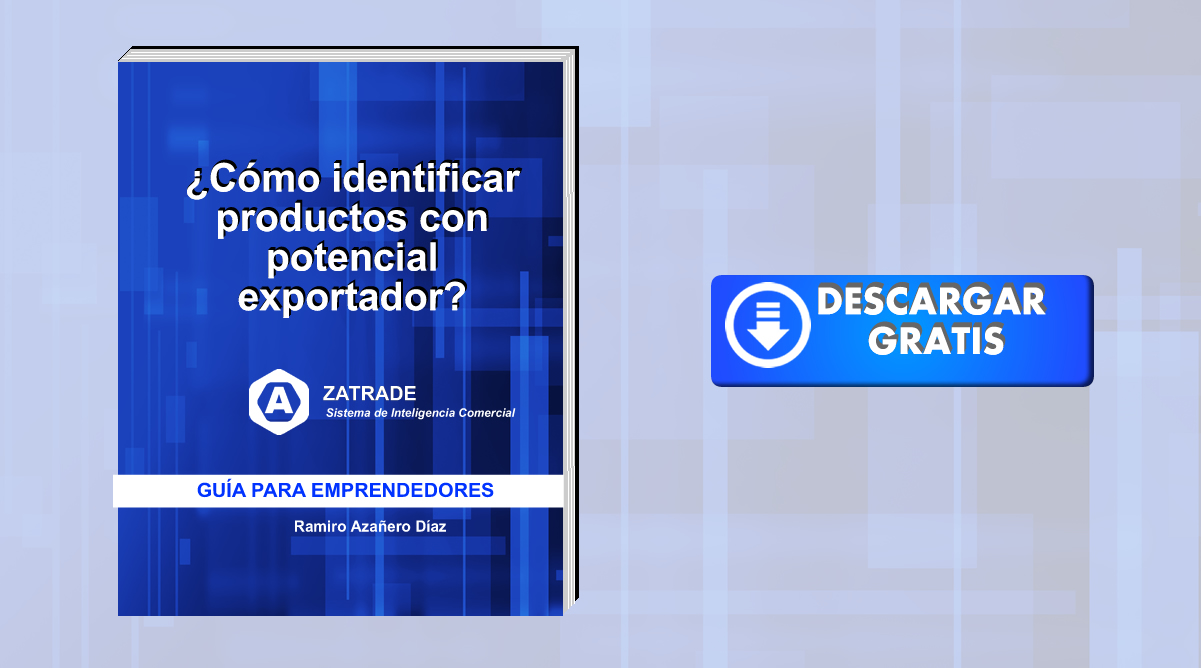 ¿Cómo identificar
productos con
potencial
exportador?
A
ZATRADE
Sistema de Inteligencia Comercial
GUÍA PARA EMPRENDEDORES
Ramiro Azañero Díaz
DESCARGAR
GRATIS